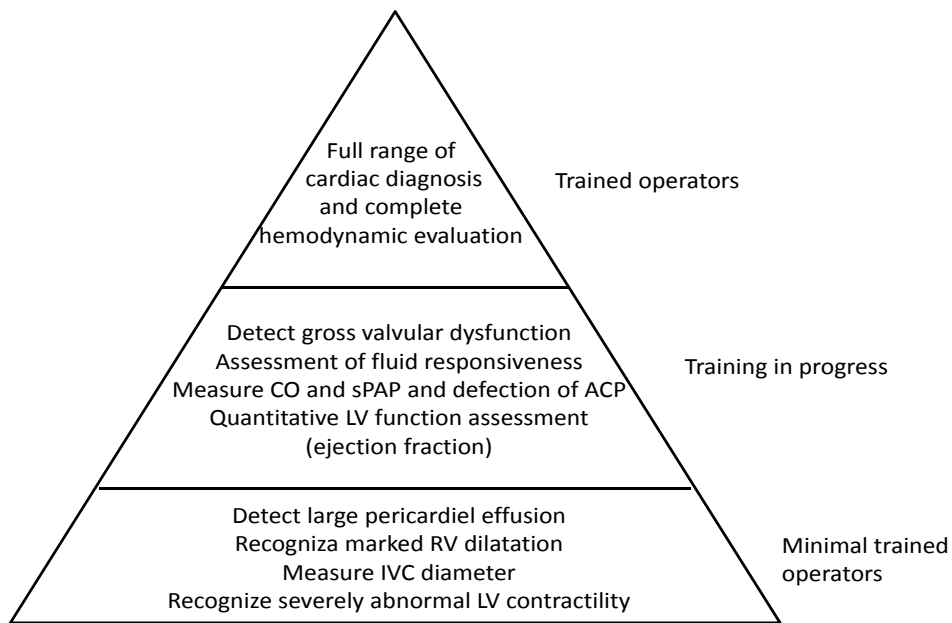 Full range of
cardiac diagnosis
and complete
hemodynamic evaluation
Trained operators
Detect gross valvular dysfunction
Assessment of fluid responsiveness
Measure CO and sPAP and defection of ACP
Quantitative LV function assessment
(ejection fraction)
Training in progress
Detect large pericardiel effusion
Recogniza marked RV dilatation
Measure IVC diameter
Recognize severely abnormal LV contractility
Minimal trained
operators